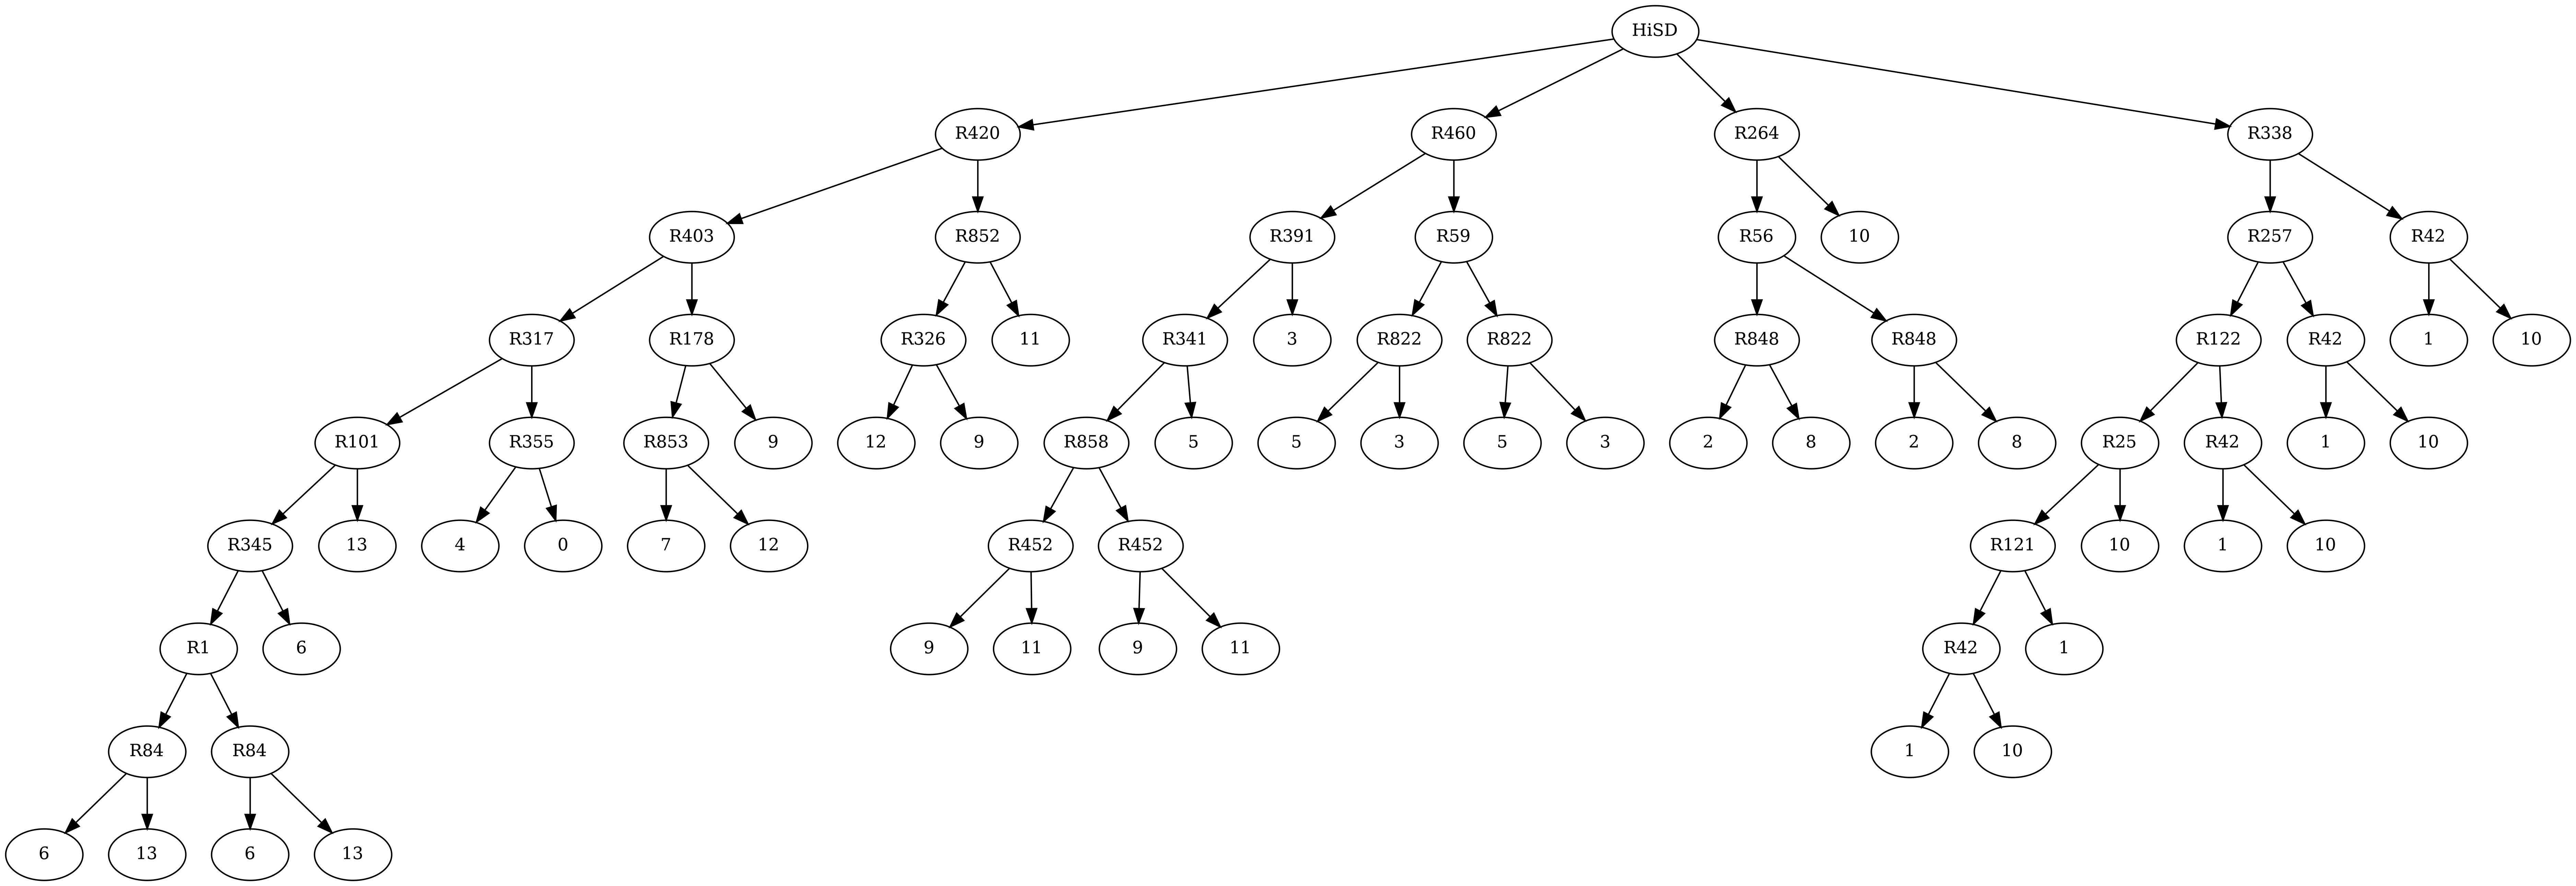 HiSD
R420 R460 R264 R338
R403 R852 R391 R59 R56 10 R257 R42
R317 R178 R326 11 R341 3 R822 R822 R848 R848 R122 R42 1 10
R101 R355 R853 9 12 9 R858 5 5 3 5 3 2 8 2 8 R25 R42 1 10
R345 13 4 0 7 12 R452 R452 R121 10 1 10
R1 6 9 11 9 11 R42 1
R84 R84 1 10
6 13 6 13